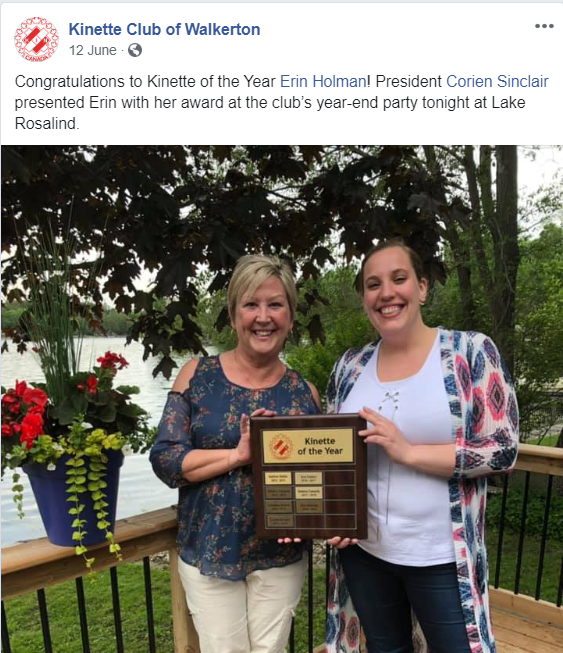 Kinette Club of Walkerton
12 June
Congratulations to Kinette of the Year Erin Holman! President Corien Sinclair
presented Erin with her award at the club's year-end party tonight at Lake
Rosalind.
CANADA
Kinette
of the Year